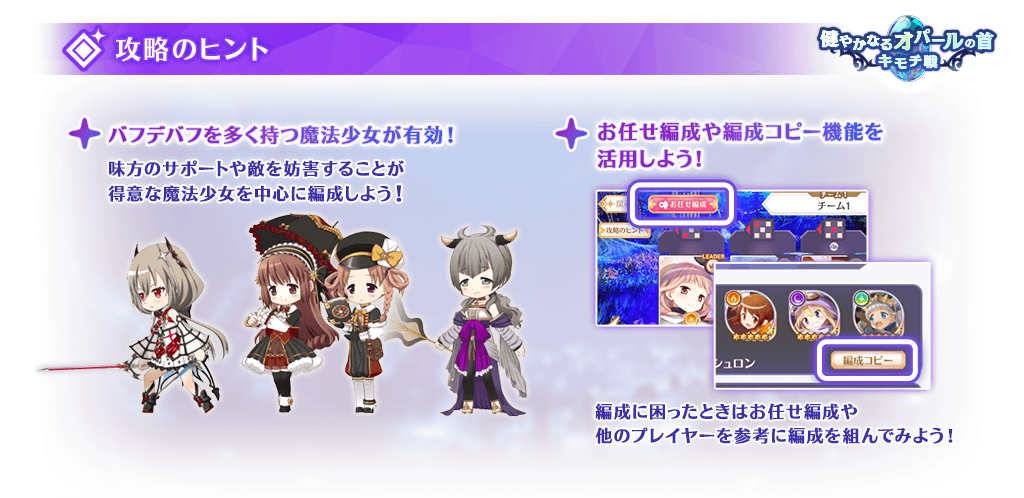 攻略のヒント
健やかなるオパールの首
キモチ戦
バフデバフを多く持つ魔法少女が有効！
味方のサポートや敵を妨害することが
得意な魔法少女を中心に編成しよう！
お任せ編成や編成コピー機能を
活用しよう！
お任せ編成
チーム1
チーム1
攻略のヒント
LEADER
シュロン
編成コピー
編成に困ったときはお任せ編成や
他のプレイヤーを参考に編成を組んでみよう！